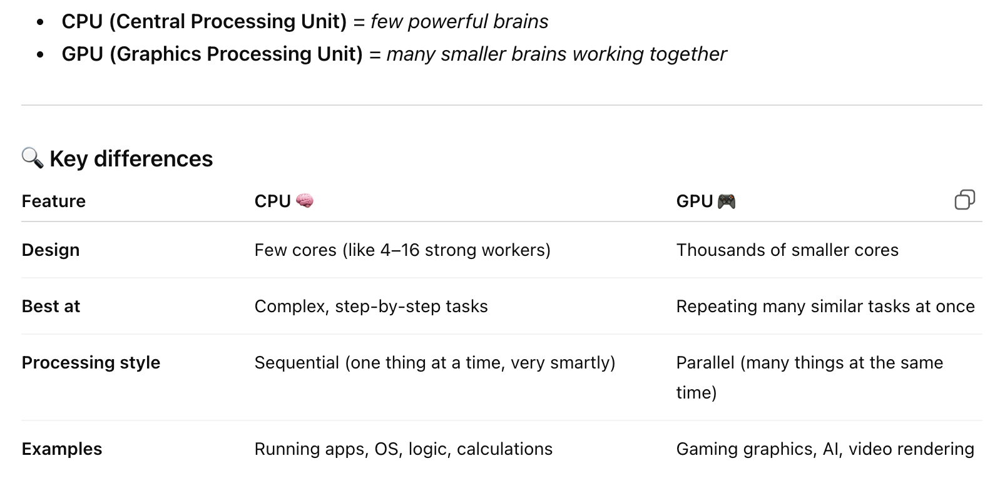 • CPU (Central Processing Unit) = few powerful brains
• GPU (Graphics Processing Unit) = many smaller brains working together
🔍 Key differences
Feature CPU 🧠 GPU 🎮
Design Few cores (like 4–16 strong workers) Thousands of smaller cores
Best at Complex, step-by-step tasks Repeating many similar tasks at once
Processing style Sequential (one thing at a time, very smartly) Parallel (many things at the same
time)
Examples Running apps, OS, logic, calculations Gaming graphics, AI, video rendering